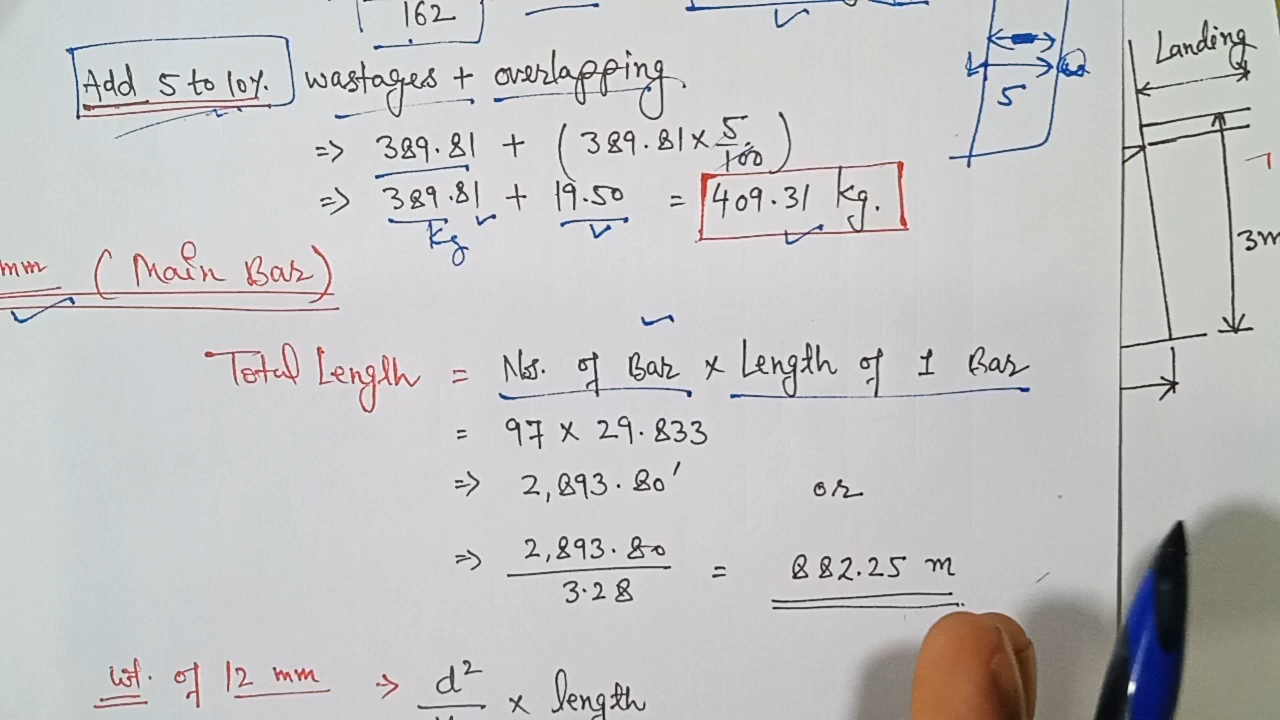 162
Add 5 to 10%. wastages + overlapping
=> 389.81 + (389.81 × 5/100)
=> 389.81 + 19.50 = 409.31 kg.
kg
mm (Main Bar)
Total Length = Nos. of Bar × Length of 1 Bar
= 97 × 29.833
=> 2,893.80' or
=> 2,893.80 / 3.28 = 882.25 m
wt. of 12 mm → d² × length
5
Landing
3m